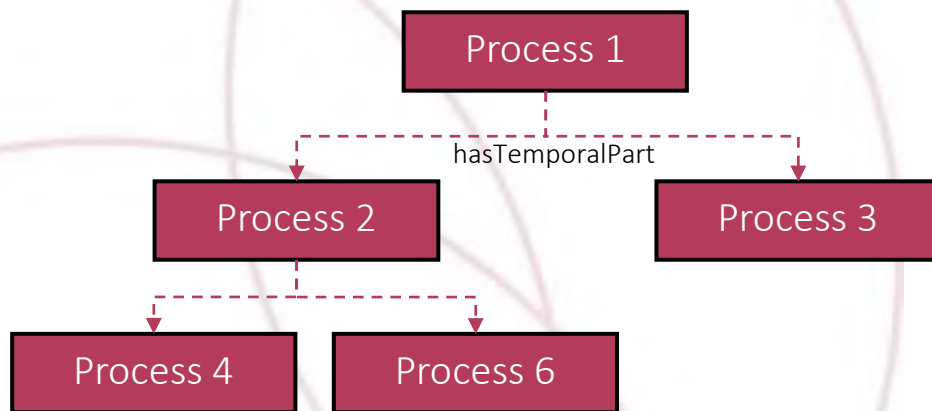 Process 1
hasTemporalPart
Process 2
Process 3
Process 4
Process 6